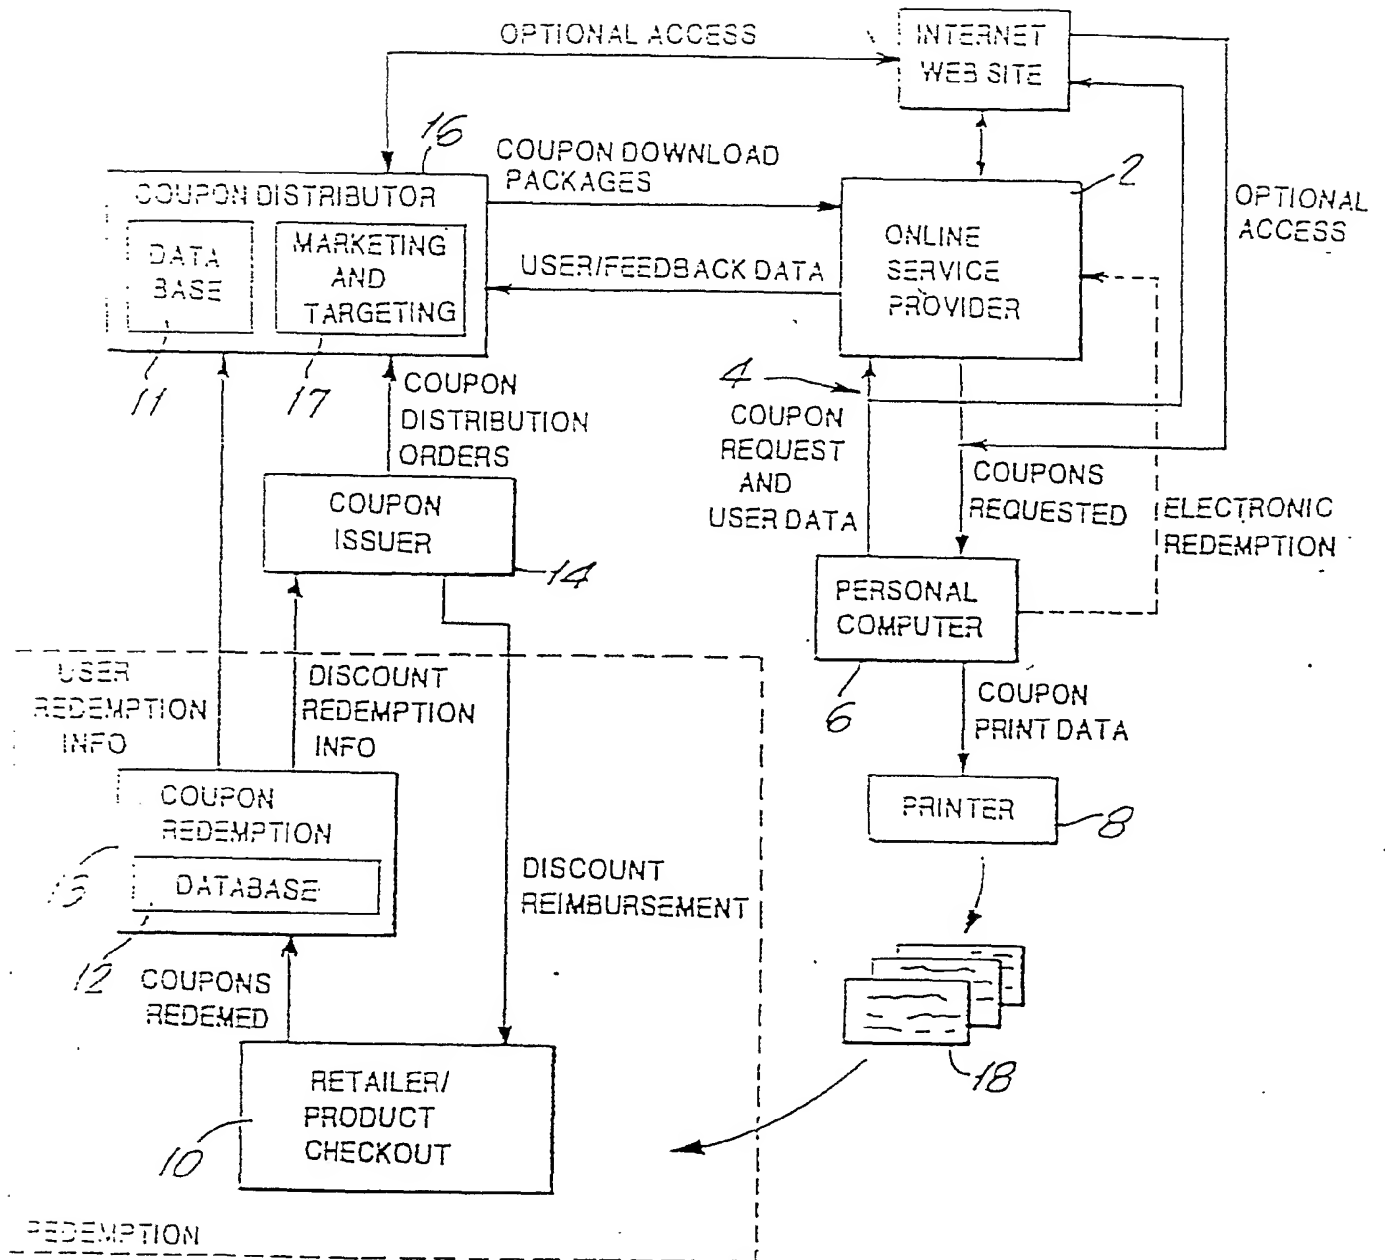 OPTIONAL ACCESS
INTERNET
WEB SITE
16
COUPON DOWNLOAD
PACKAGES
2
OPTIONAL
ACCESS
COUPON DISTRIBUTOR
DATA
BASE
MARKETING
AND
TARGETING
USER/FEEDBACK DATA
ONLINE
SERVICE
PROVIDER
11
17
COUPON
DISTRIBUTION
ORDERS
4
COUPON
REQUEST
AND
USER DATA
COUPONS
REQUESTED
ELECTRONIC
REDEMPTION
COUPON
ISSUER
14
PERSONAL
COMPUTER
6
USER
REDEMPTION
INFO
DISCOUNT
REDEMPTION
INFO
COUPON
PRINT DATA
COUPON
REDEMPTION
DATABASE
13
12
PRINTER
8
DISCOUNT
REIMBURSEMENT
COUPONS
REDEMED
18
RETAILER/
PRODUCT
CHECKOUT
10
REDEMPTION